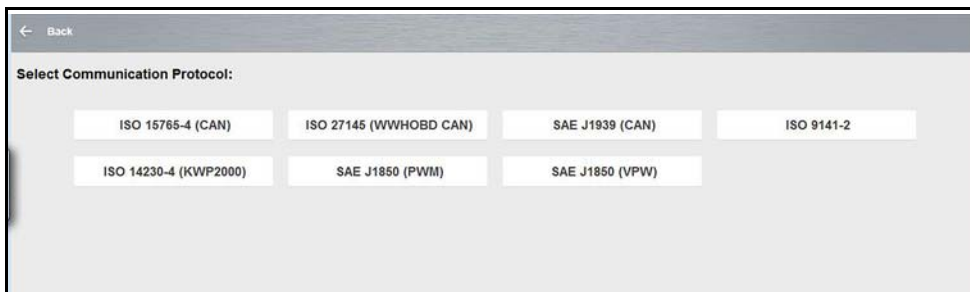 ← Back
Select Communication Protocol:
ISO 15765-4 (CAN) ISO 27145 (WWHOBD CAN) SAE J1939 (CAN) ISO 9141-2
ISO 14230-4 (KWP2000) SAE J1850 (PWM) SAE J1850 (VPW)